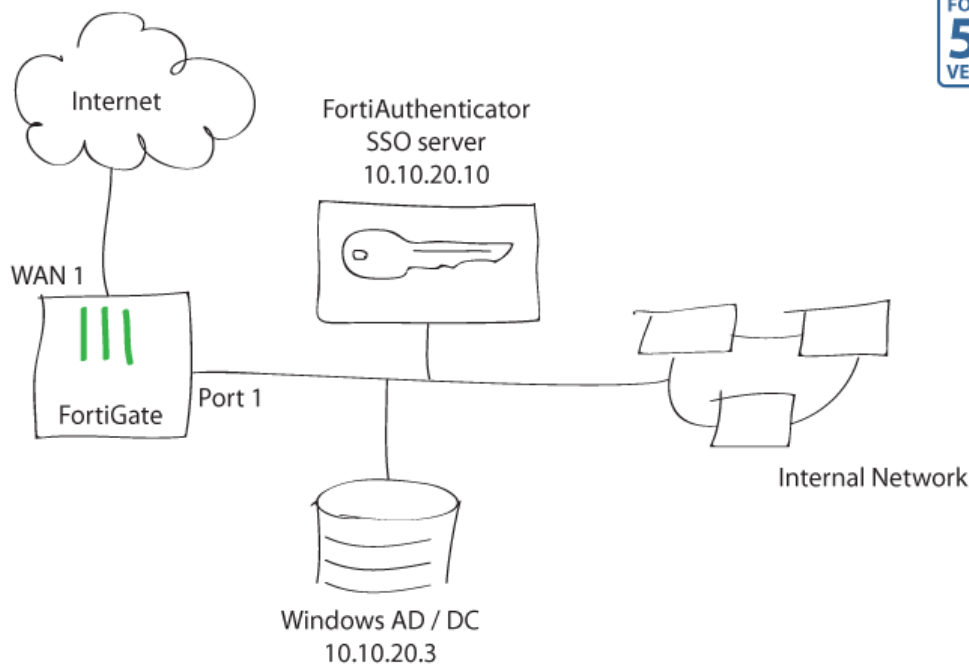 Internet
FortiAuthenticator
SSO server
10.10.20.10
WAN 1
FortiGate
Port 1
Internal Network
Windows AD / DC
10.10.20.3